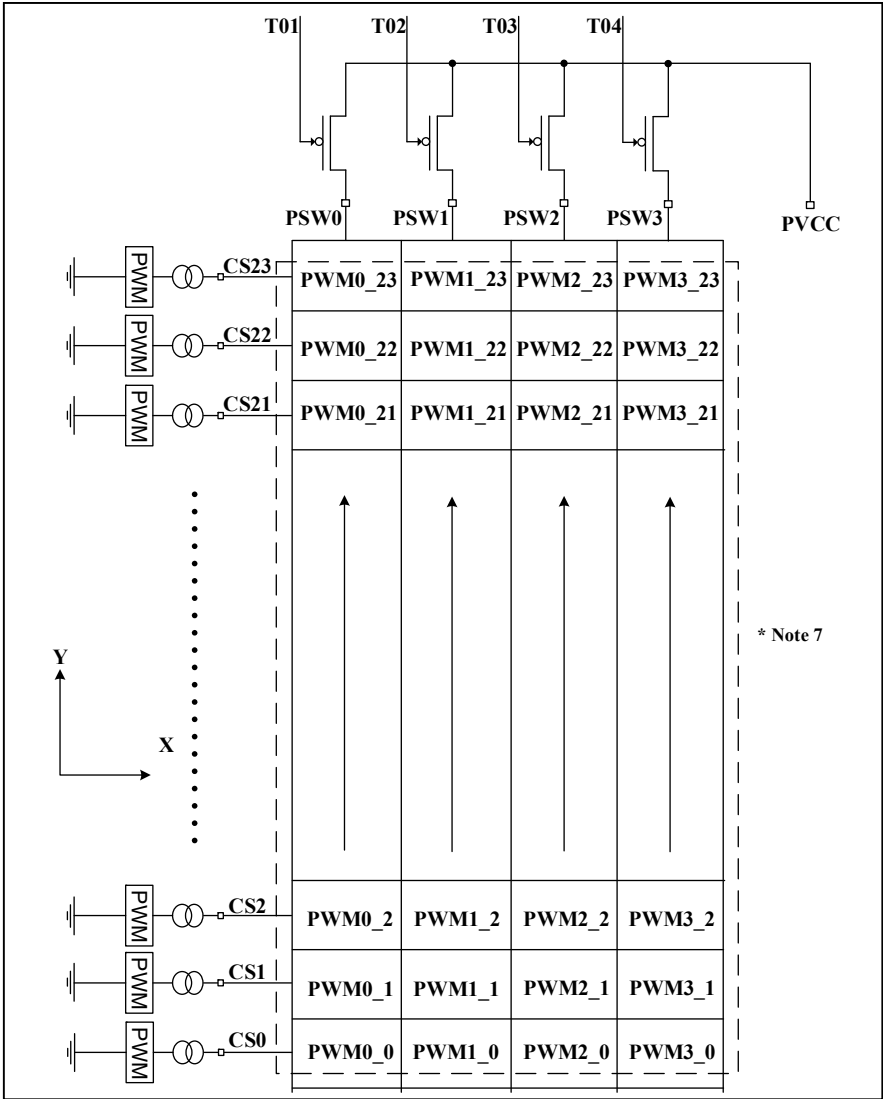 T01 T02 T03 T04
PSW0 PSW1 PSW2 PSW3 PVCC
PWM CS23 PWM0_23 PWM1_23 PWM2_23 PWM3_23
PWM CS22 PWM0_22 PWM1_22 PWM2_22 PWM3_22
PWM CS21 PWM0_21 PWM1_21 PWM2_21 PWM3_21
* Note 7
Y
X
PWM CS2 PWM0_2 PWM1_2 PWM2_2 PWM3_2
PWM CS1 PWM0_1 PWM1_1 PWM2_1 PWM3_1
PWM CS0 PWM0_0 PWM1_0 PWM2_0 PWM3_0